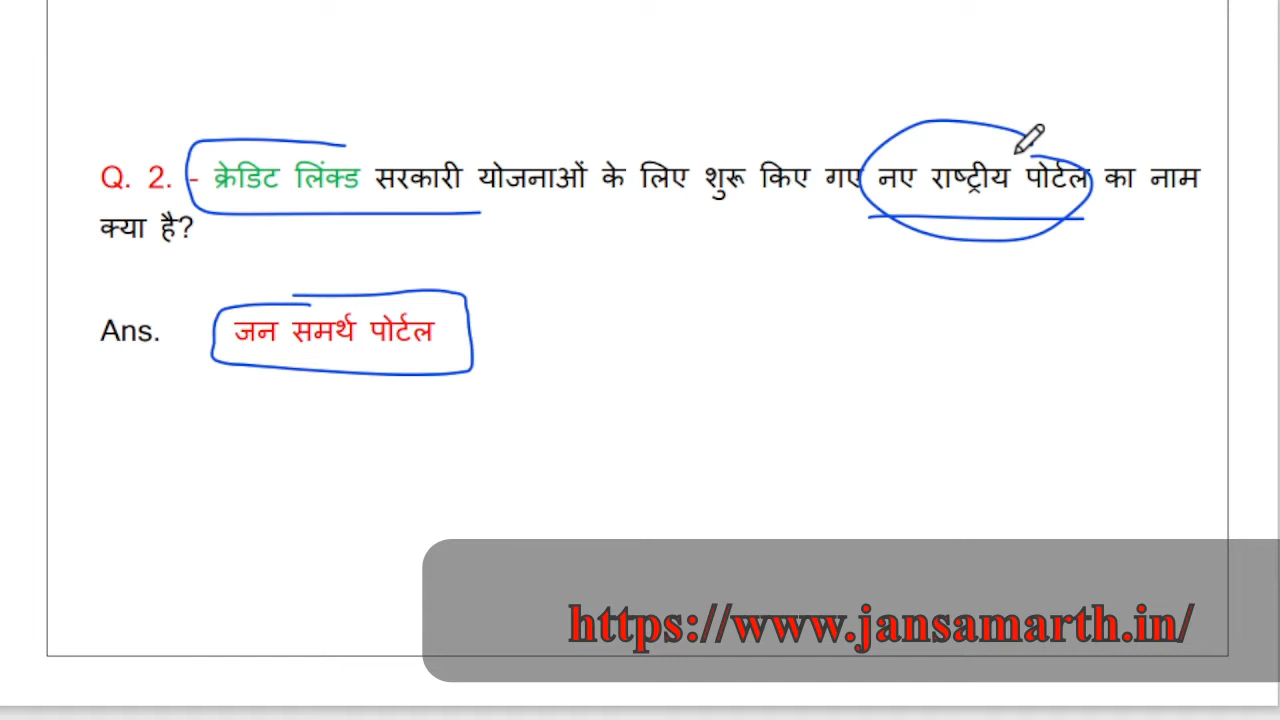 Q. 2. - क्रेडिट लिंक्ड सरकारी योजनाओं के लिए शुरू किए गए नए राष्ट्रीय पोर्टल का नाम
क्या है?
Ans. जन समर्थ पोर्टल
https://www.jansamarth.in/